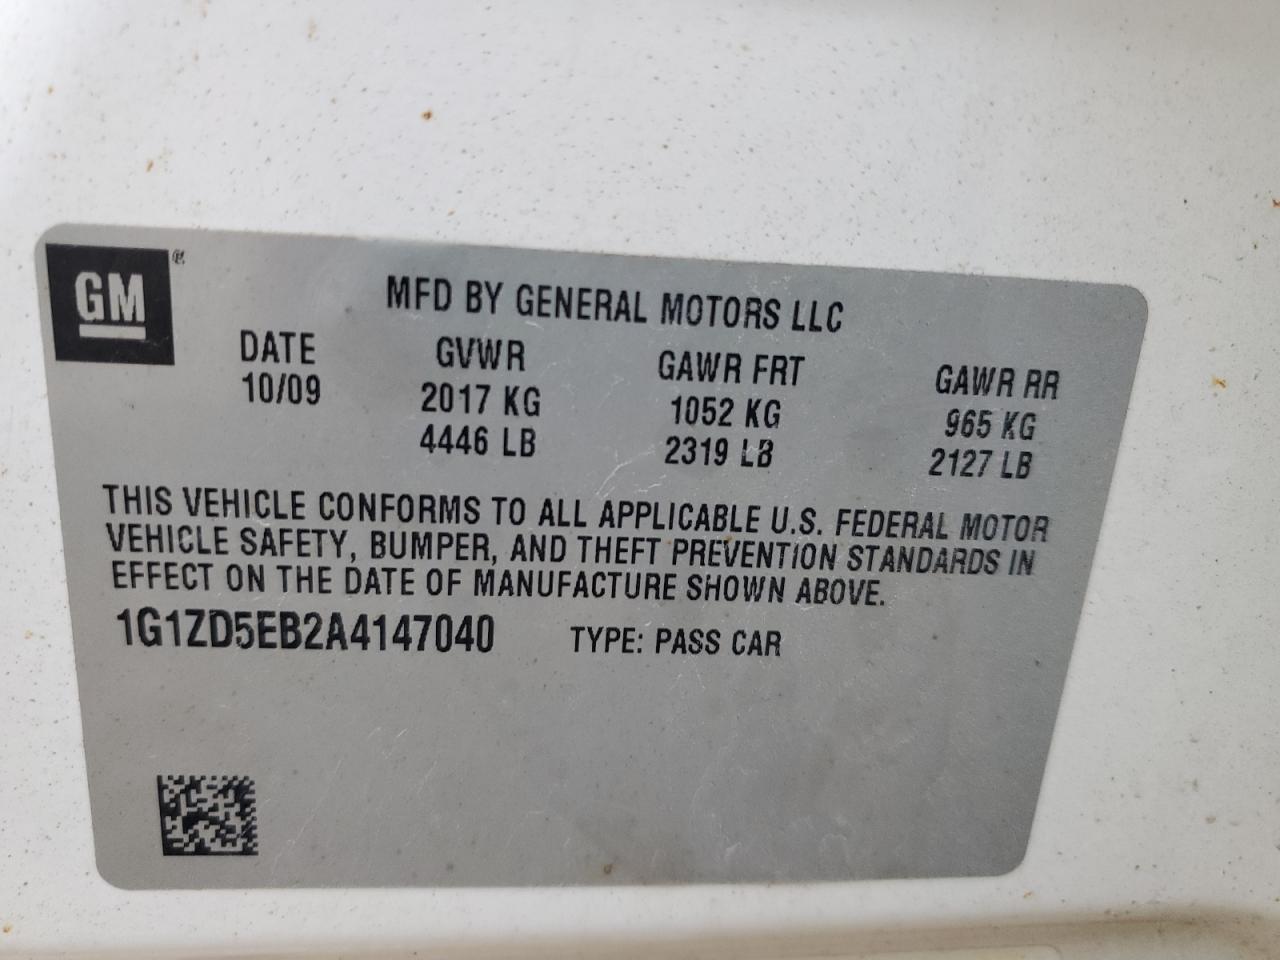 GM®
MFD BY GENERAL MOTORS LLC
DATE GVWR GAWR FRT GAWR RR
10/09 2017 KG 1052 KG 965 KG
4446 LB 2319 LB 2127 LB
THIS VEHICLE CONFORMS TO ALL APPLICABLE U.S. FEDERAL MOTOR
VEHICLE SAFETY, BUMPER, AND THEFT PREVENTION STANDARDS IN
EFFECT ON THE DATE OF MANUFACTURE SHOWN ABOVE.
1G1ZD5EB2A4147040 TYPE: PASS CAR